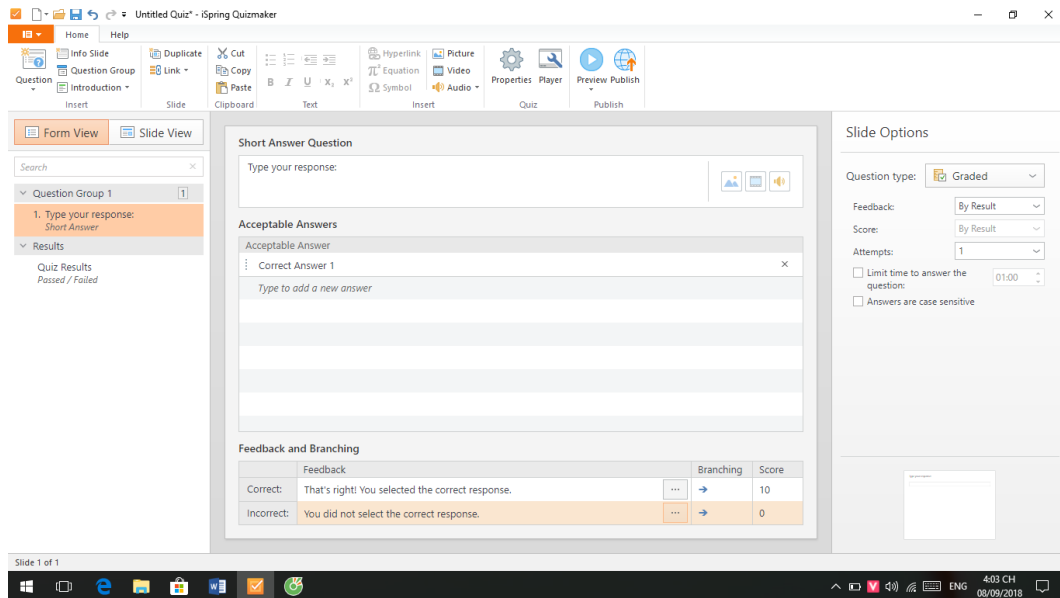 Untitled Quiz* - iSpring Quizmaker
Home Help
Question
Info Slide
Question Group
Introduction
Insert
Duplicate
Link
Slide
Cut
Copy
Paste
Clipboard
B I U X₂ X²
Text
Hyperlink
Equation
Symbol
Picture
Video
Audio
Insert
Properties Player
Quiz
Preview Publish
Publish
Form View Slide View
Search
Question Group 1 1
1. Type your response:
Short Answer
Results
Quiz Results
Passed / Failed
Short Answer Question
Type your response:
Acceptable Answers
Acceptable Answer
Correct Answer 1
Type to add a new answer
Feedback and Branching
Feedback Branching Score
Correct: That's right! You selected the correct response. ... 10
Incorrect: You did not select the correct response. ... 0
Slide Options
Question type: Graded
Feedback: By Result
Score: By Result
Attempts: 1
Limit time to answer the question: 01:00
Answers are case sensitive
Slide 1 of 1
ENG
4:03 CH
08/09/2018